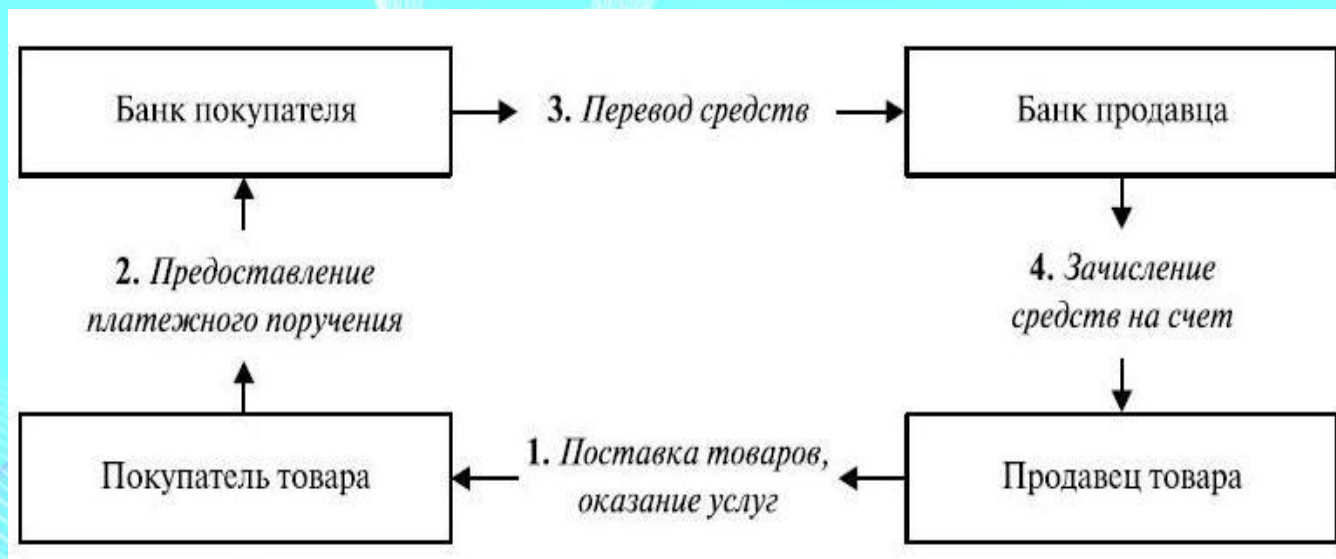 Банк покупателя
3. Перевод средств
Банк продавца
2. Предоставление
платежного поручения
4. Зачисление
средств на счет
Покупатель товара
1. Поставка товаров,
оказание услуг
Продавец товара